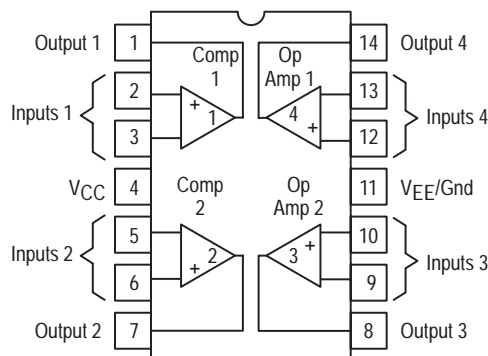 Output 1 1 Comp 1 Op Amp 1 14 Output 4
Inputs 1 2 + 1 4 13 Inputs 4
3 + 12
VCC 4 11 VEE/Gnd
Comp 2 Op Amp 2
Inputs 2 5 + 10 Inputs 3
6 + 2 3 9
Output 2 7 8 Output 3